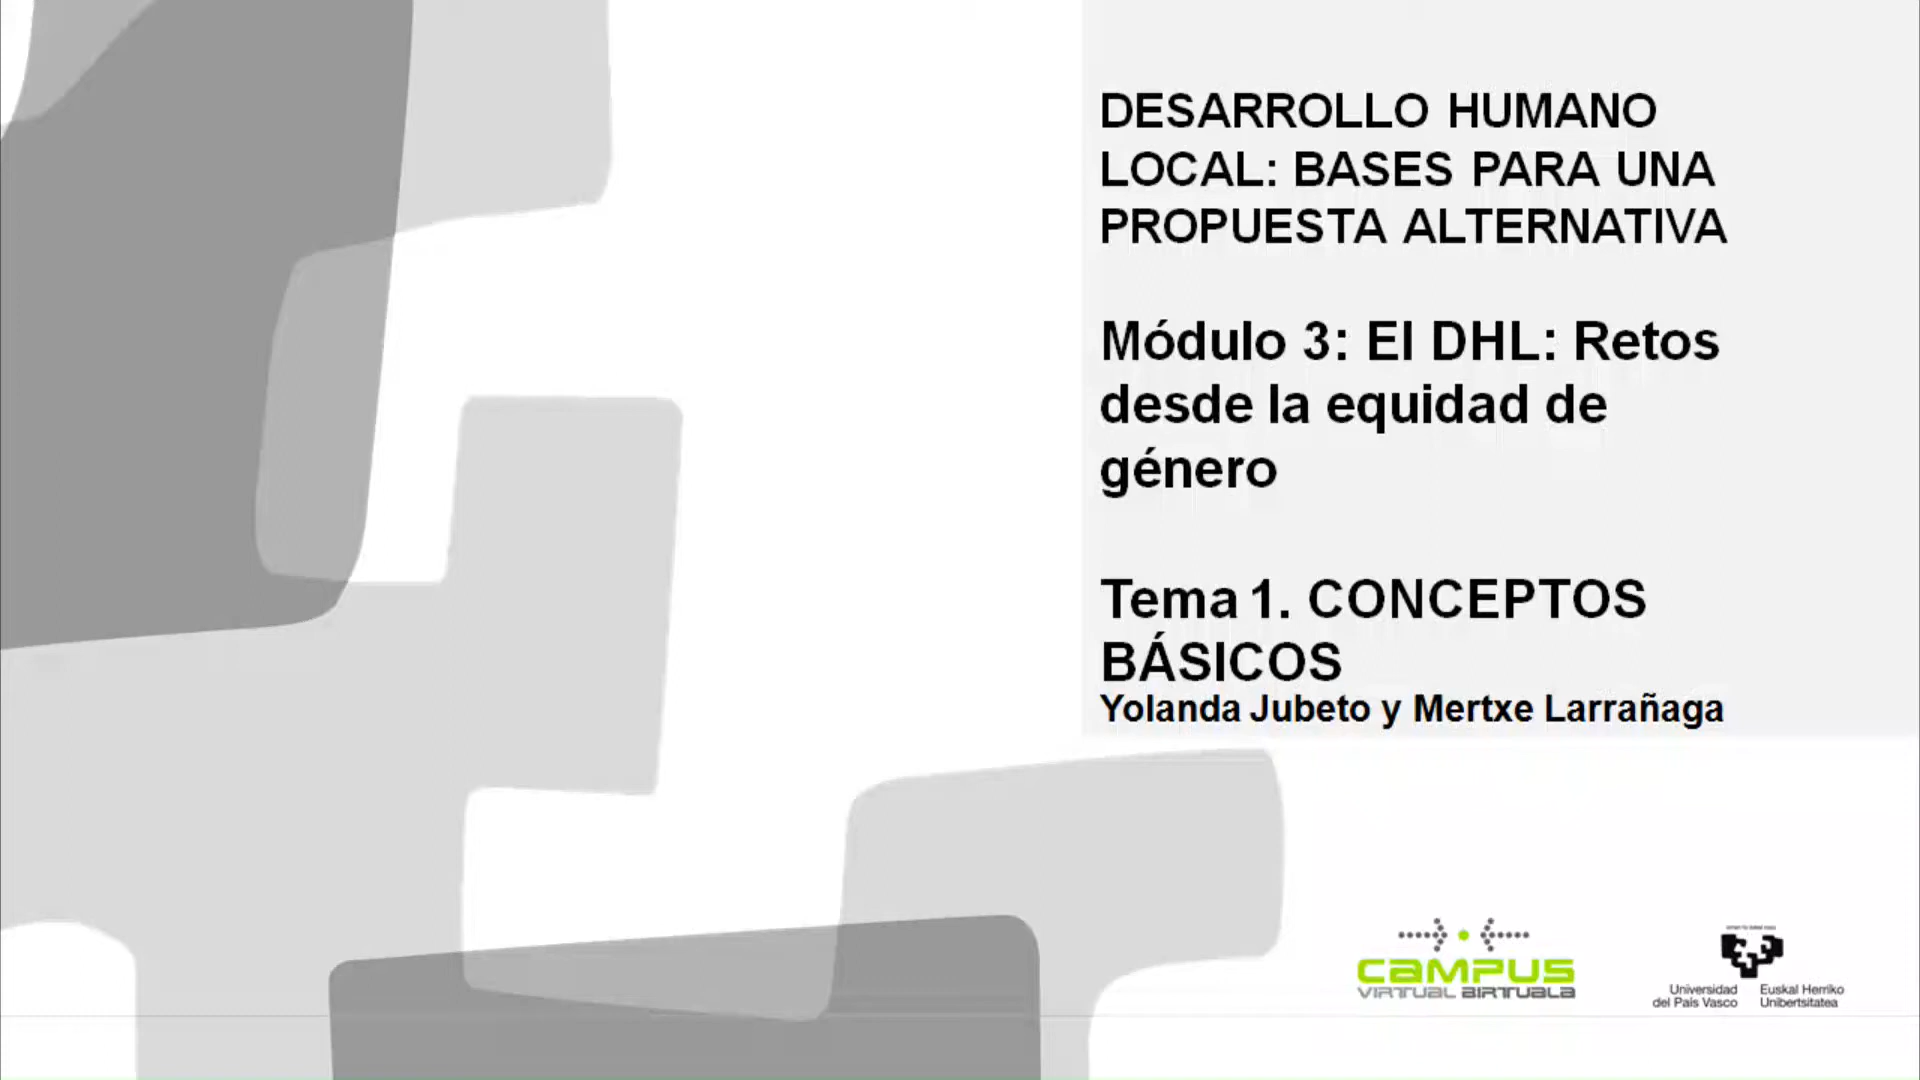 DESARROLLO HUMANO
LOCAL: BASES PARA UNA
PROPUESTA ALTERNATIVA
Módulo 3: El DHL: Retos
desde la equidad de
género
Tema 1. CONCEPTOS
BÁSICOS
Yolanda Jubeto y Mertxe Larrañaga
CAMPUS
VIRTUAL BIRTUALA
Universidad
del País Vasco
Euskal Herriko
Unibertsitatea